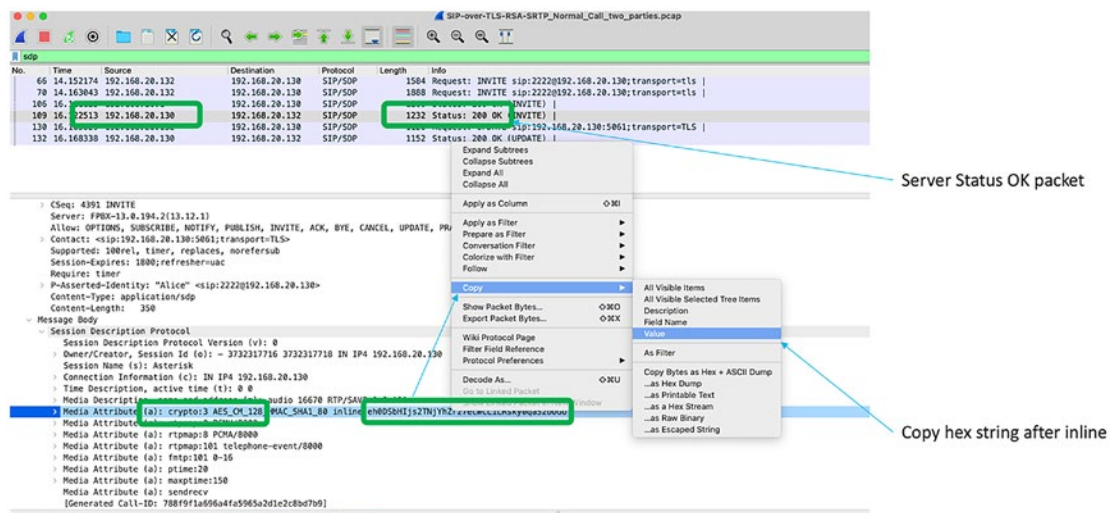 SIP-over-TLS-RSA-SRTP_Normal_Call_two_parties.pcap
sdp
No. Time Source Destination Protocol Length Info
66 14.152174 192.168.20.132 192.168.20.130 SIP/SDP 1504 Request: INVITE sip:2222@192.168.20.130;transport=tls |
70 14.163043 192.168.20.132 192.168.20.130 SIP/SDP 1888 Request: INVITE sip:2222@192.168.20.130;transport=tls |
106 SIP/SDP (INVITE) |
109 16.122513 192.168.20.130 192.168.20.132 SIP/SDP 1232 Status: 200 OK (INVITE) |
130 SIP/SDP sip:192.168.20.130:5061;transport=TLS |
132 16.168338 192.168.20.130 192.168.20.132 SIP/SDP 1152 Status: 200 OK (UPDATE) |
Expand Subtrees
Collapse Subtrees
Expand All
Collapse All
Apply as Column ⇧⌘I
Apply as Filter
Prepare as Filter
Conversation Filter
Colorize with Filter
Follow
Copy
Show Packet Bytes... ⇧⌘O
Export Packet Bytes... ⇧⌘X
Wiki Protocol Page
Filter Field Reference
Protocol Preferences
Decode As... ⇧⌘U
Go to Linked Packet
Window
All Visible Items
All Visible Selected Tree Items
Description
Field Name
Value
As Filter
Copy Bytes as Hex + ASCII Dump
...as Hex Dump
...as Printable Text
...as a Hex Stream
...as Raw Binary
...as Escaped String
CSeq: 4391 INVITE
Server: FPBX-13.0.194.2(13.12.1)
Allow: OPTIONS, SUBSCRIBE, NOTIFY, PUBLISH, INVITE, ACK, BYE, CANCEL, UPDATE, PRA
Contact: <sip:192.168.20.130:5061;transport=TLS>
Supported: 100rel, timer, replaces, norefersub
Session-Expires: 1800;refresher=uac
Require: timer
P-Asserted-Identity: "Alice" <sip:2222@192.168.20.130>
Content-Type: application/sdp
Content-Length: 350
Message Body
Session Description Protocol
Session Description Protocol Version (v): 0
Owner/Creator, Session Id (o): - 3732317716 3732317718 IN IP4 192.168.20.130
Session Name (s): Asterisk
Connection Information (c): IN IP4 192.168.20.130
Time Description, active time (t): 0 0
Media audio 16670
Media Attribute (a): crypto:3 AES_CM_128_HMAC_SHA1_80 inline:
Media Attribute (a): rtpmap:8 PCMA/8000
Media Attribute (a): rtpmap:101 telephone-event/8000
Media Attribute (a): fmtp:101 0-16
Media Attribute (a): ptime:20
Media Attribute (a): maxptime:150
Media Attribute (a): sendrecv
[Generated Call-ID: 788f9f1a696a4fa5965a2d1e2c8bd7b9]
Server Status OK packet
Copy hex string after inline